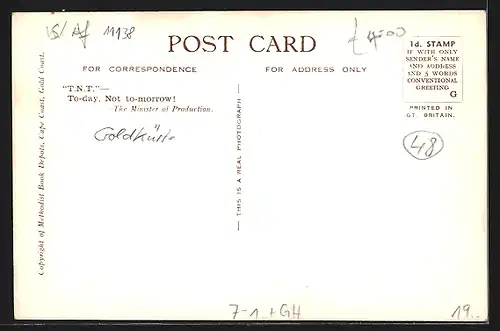 VS/Af 11138
£ 4=00
POST CARD
FOR CORRESPONDENCE
FOR ADDRESS ONLY
1d. STAMP
IF WITH ONLY
SENDER'S NAME
AND ADDRESS
AND 5 WORDS
CONVENTIONAL
GREETING
G
PRINTED IN
GT. BRITAIN.
"T.N.T."—
To-day, Not to-morrow!
-The Minister of Production.
Goldküste
48
Copyright of Methodist Book Depots, Cape Coast, Gold Coast.
— THIS IS A REAL PHOTOGRAPH —
7-1.+GH
19..